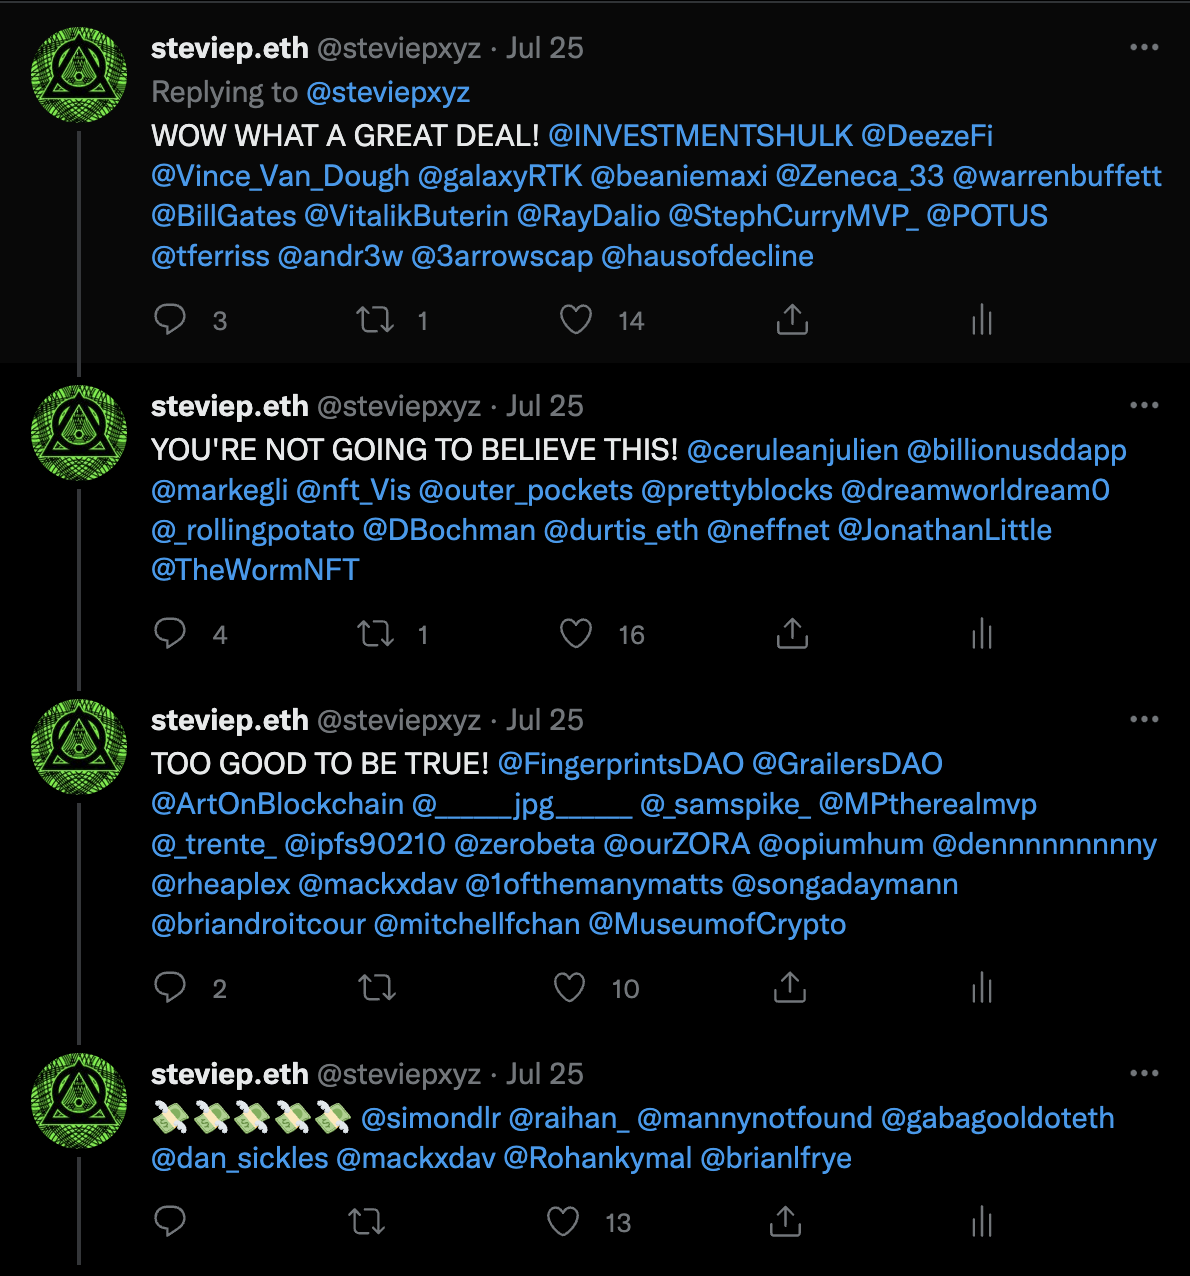 steviep.eth @steviepxyz · Jul 25
Replying to @steviepxyz
WOW WHAT A GREAT DEAL! @INVESTMENTSHULK @DeezeFi
@Vince_Van_Dough @galaxyRTK @beaniemaxi @Zeneca_33 @warrenbuffett
@BillGates @VitalikButerin @RayDalio @StephCurryMVP_ @POTUS
@tferriss @andr3w @3arrowscap @hausofdecline
3 1 14
steviep.eth @steviepxyz · Jul 25
YOU'RE NOT GOING TO BELIEVE THIS! @ceruleanjulien @billionusddapp
@markegli @nft_Vis @outer_pockets @prettyblocks @dreamworldream0
@_rollingpotato @DBochman @durtis_eth @neffnet @JonathanLittle
@TheWormNFT
4 1 16
steviep.eth @steviepxyz · Jul 25
TOO GOOD TO BE TRUE! @FingerprintsDAO @GrailersDAO
@ArtOnBlockchain @______jpg______ @_samspike_ @MPtherealmvp
@_trente_ @ipfs90210 @zerobeta @ourZORA @opiumhum @dennnnnnnnny
@rheaplex @mackxdav @1ofthemanymatts @songadaymann
@briandroitcour @mitchellfchan @MuseumofCrypto
2 10
steviep.eth @steviepxyz · Jul 25
💸💸💸💸💸 @simondlr @raihan_ @mannynotfound @gabagooldoteth
@dan_sickles @mackxdav @Rohankymal @brianlfrye
13